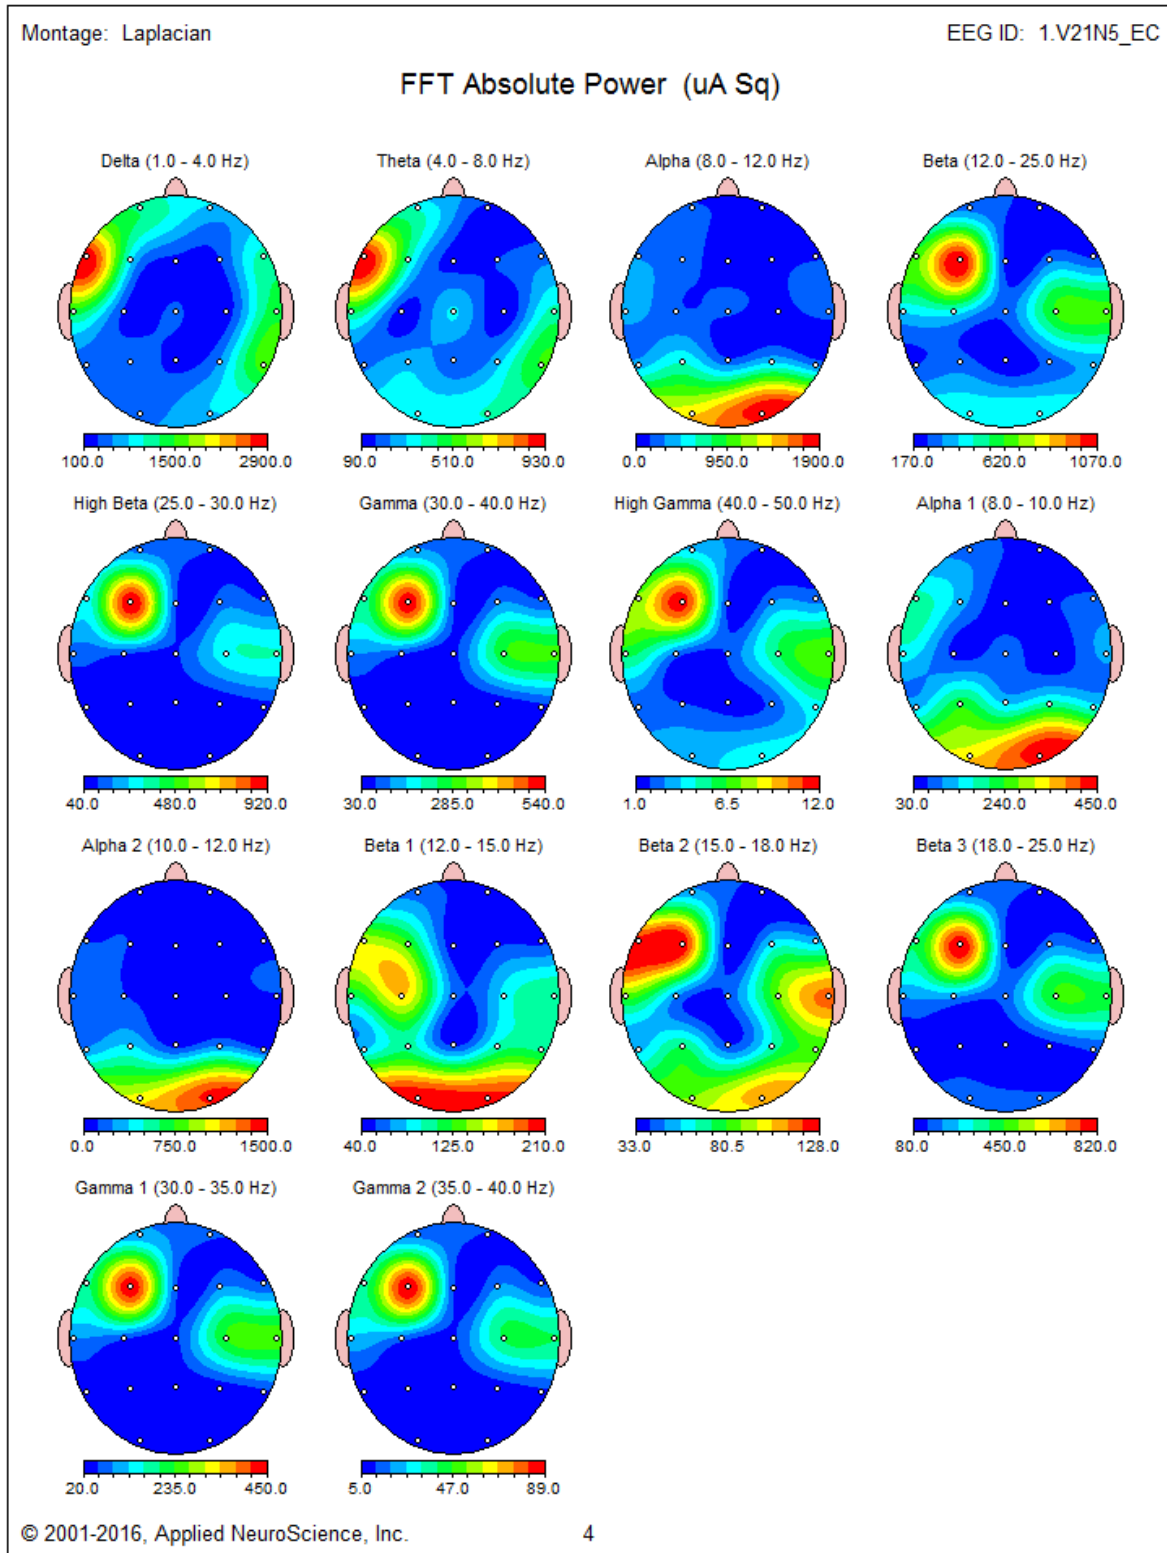 Montage: Laplacian EEG ID: 1.V21N5_EC
FFT Absolute Power (uA Sq)
Delta (1.0 - 4.0 Hz) Theta (4.0 - 8.0 Hz) Alpha (8.0 - 12.0 Hz) Beta (12.0 - 25.0 Hz)
100.0 1500.0 2900.0 90.0 510.0 930.0 0.0 950.0 1900.0 170.0 620.0 1070.0
High Beta (25.0 - 30.0 Hz) Gamma (30.0 - 40.0 Hz) High Gamma (40.0 - 50.0 Hz) Alpha 1 (8.0 - 10.0 Hz)
40.0 480.0 920.0 30.0 285.0 540.0 1.0 6.5 12.0 30.0 240.0 450.0
Alpha 2 (10.0 - 12.0 Hz) Beta 1 (12.0 - 15.0 Hz) Beta 2 (15.0 - 18.0 Hz) Beta 3 (18.0 - 25.0 Hz)
0.0 750.0 1500.0 40.0 125.0 210.0 33.0 80.5 128.0 80.0 450.0 820.0
Gamma 1 (30.0 - 35.0 Hz) Gamma 2 (35.0 - 40.0 Hz)
20.0 235.0 450.0 5.0 47.0 89.0
© 2001-2016, Applied NeuroScience, Inc. 4